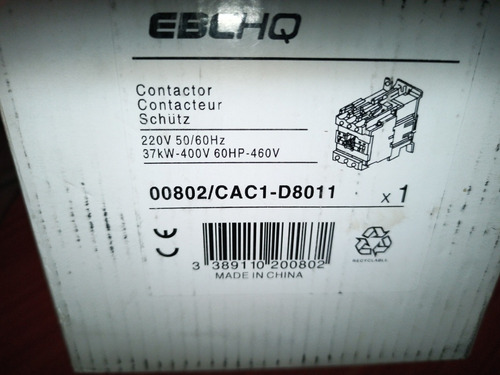 EBCHQ
Contactor
Contacteur
Schütz
220V 50/60Hz
37kW-400V 60HP-460V
00802/CAC1-D8011 x 1
CE
3 389110 200802
MADE IN CHINA
RECYCLABLE